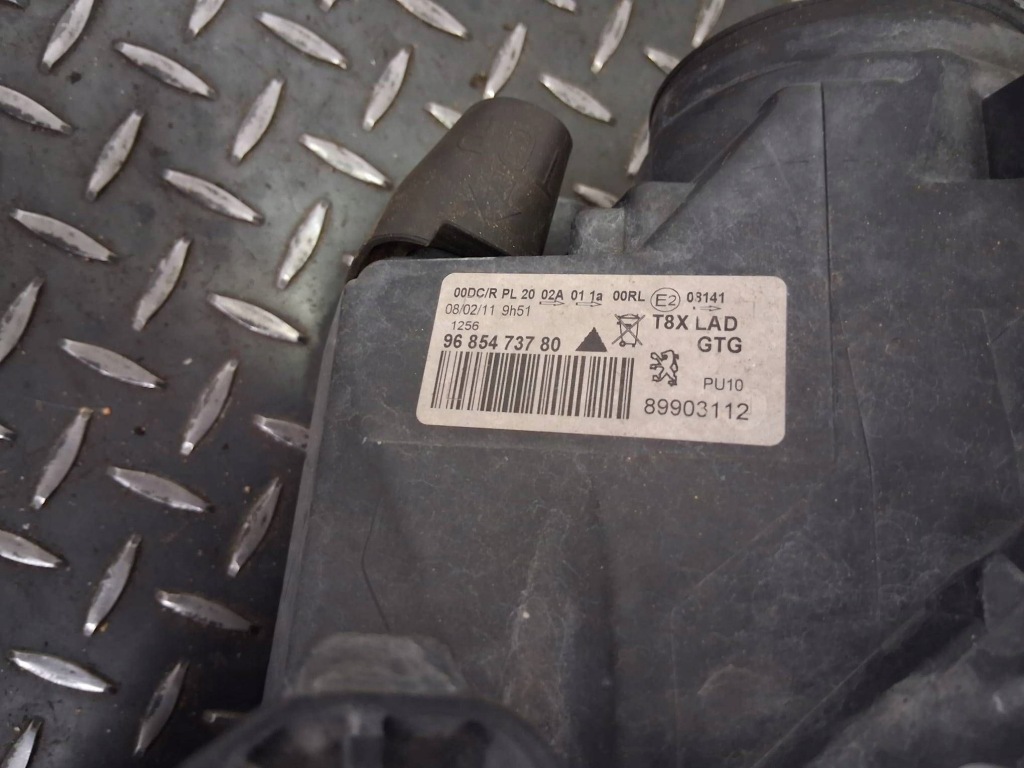 00DC/R PL 20 02A 01 1a 00RL E2 03141
08/02/11 9h51
1256
T8X LAD
96 854 737 80
GTG
PU10
89903112